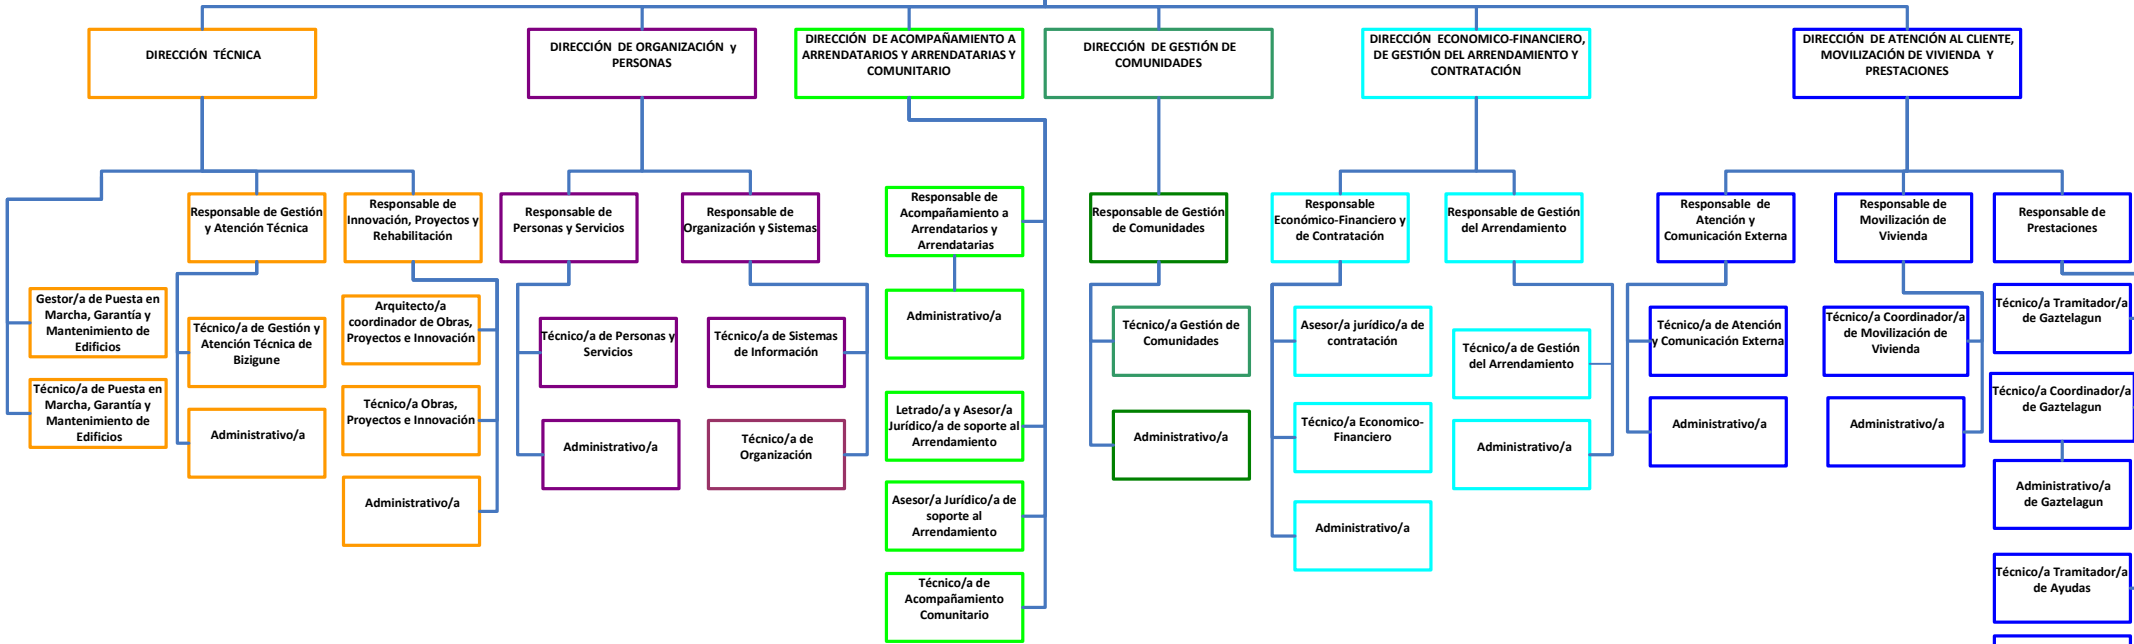 DIRECCIÓN TÉCNICA
DIRECCIÓN DE ORGANIZACIÓN y
PERSONAS
DIRECCIÓN DE ACOMPAÑAMIENTO A
ARRENDATARIOS Y ARRENDATARIAS Y
COMUNITARIO
DIRECCIÓN DE GESTIÓN DE
COMUNIDADES
DIRECCIÓN ECONOMICO-FINANCIERO,
DE GESTIÓN DEL ARRENDAMIENTO Y
CONTRATACIÓN
DIRECCIÓN DE ATENCIÓN AL CLIENTE,
MOVILIZACIÓN DE VIVIENDA Y
PRESTACIONES
Responsable de Gestión
y Atención Técnica
Responsable de
Innovación, Proyectos y
Rehabilitación
Responsable de
Personas y Servicios
Responsable de
Organización y Sistemas
Responsable de
Acompañamiento a
Arrendatarios y
Arrendatarias
Responsable de Gestión
de Comunidades
Responsable
Económico-Financiero y
de Contratación
Responsable de Gestión
del Arrendamiento
Responsable de
Atención y
Comunicación Externa
Responsable de
Movilización de
Vivienda
Responsable de
Prestaciones
Gestor/a de Puesta en
Marcha, Garantía y
Mantenimiento de
Edificios
Técnico/a de Gestión y
Atención Técnica de
Bizigune
Arquitecto/a
coordinador de Obras,
Proyectos e Innovación
Técnico/a de Personas y
Servicios
Técnico/a de Sistemas
de Información
Administrativo/a
Técnico/a Gestión de
Comunidades
Asesor/a jurídico/a de
contratación
Técnico/a de Gestión
del Arrendamiento
Técnico/a de Atención
y Comunicación Externa
Técnico/a Coordinador/a
de Movilización de
Vivienda
Técnico/a Tramitador/a
de Gaztelagun
Técnico/a de Puesta en
Marcha, Garantía y
Mantenimiento de
Edificios
Administrativo/a
Técnico/a Obras,
Proyectos e Innovación
Administrativo/a
Técnico/a de
Organización
Letrado/a y Asesor/a
Jurídico/a de soporte al
Arrendamiento
Administrativo/a
Técnico/a Economico-
Financiero
Administrativo/a
Administrativo/a
Administrativo/a
Técnico/a Coordinador/a
de Gaztelagun
Administrativo/a
Asesor/a Jurídico/a de
soporte al
Arrendamiento
Administrativo/a
Administrativo/a
de Gaztelagun
Técnico/a de
Acompañamiento
Comunitario
Técnico/a Tramitador/a
de Ayudas